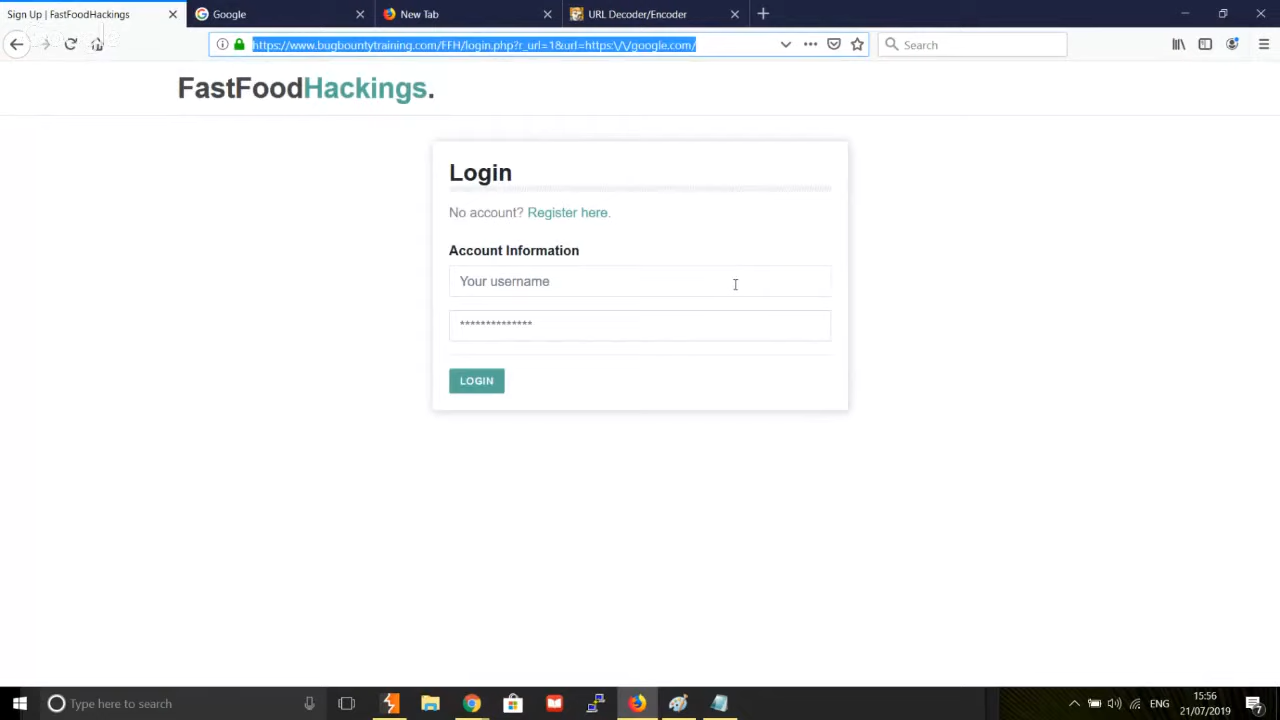 Sign Up | FastFoodHackings
Google
New Tab
URL Decoder/Encoder
https://www.bugbountytraining.com/FFH/login.php?r_url=1&url=https:\/\/google.com/
Search
FastFoodHackings.
Login
No account? Register here.
Account Information
Your username
**************
LOGIN
Type here to search
ENG
15:56
21/07/2019
7